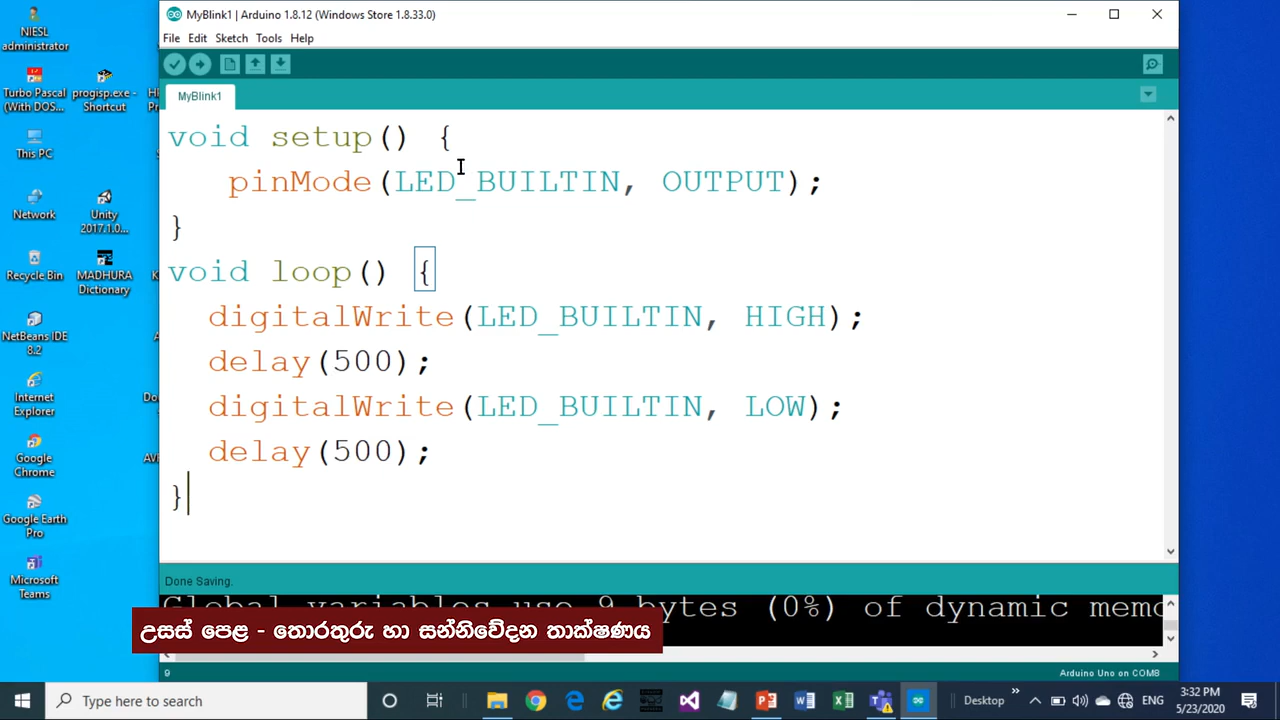 MyBlink1 | Arduino 1.8.12 (Windows Store 1.8.33.0)
File Edit Sketch Tools Help
MyBlink1
void setup() {
pinMode(LED_BUILTIN, OUTPUT);
}
void loop() {
digitalWrite(LED_BUILTIN, HIGH);
delay(500);
digitalWrite(LED_BUILTIN, LOW);
delay(500);
}
Done Saving.
Global variables use 9 bytes (0%) of dynamic memo
උසස් පෙළ - තොරතුරු හා සන්නිවේදන තාක්ෂණය
9
Arduino Uno on COM8
NIESL
administrator
Turbo Pascal
(With DOS...
progisp.exe -
Shortcut
This PC
Network
Unity
2017.1.0...
Recycle Bin
MADHURA
Dictionary
NetBeans IDE
8.2
Internet
Explorer
Google
Chrome
Google Earth
Pro
Microsoft
Teams
Type here to search
Desktop
ENG
3:32 PM
5/23/2020